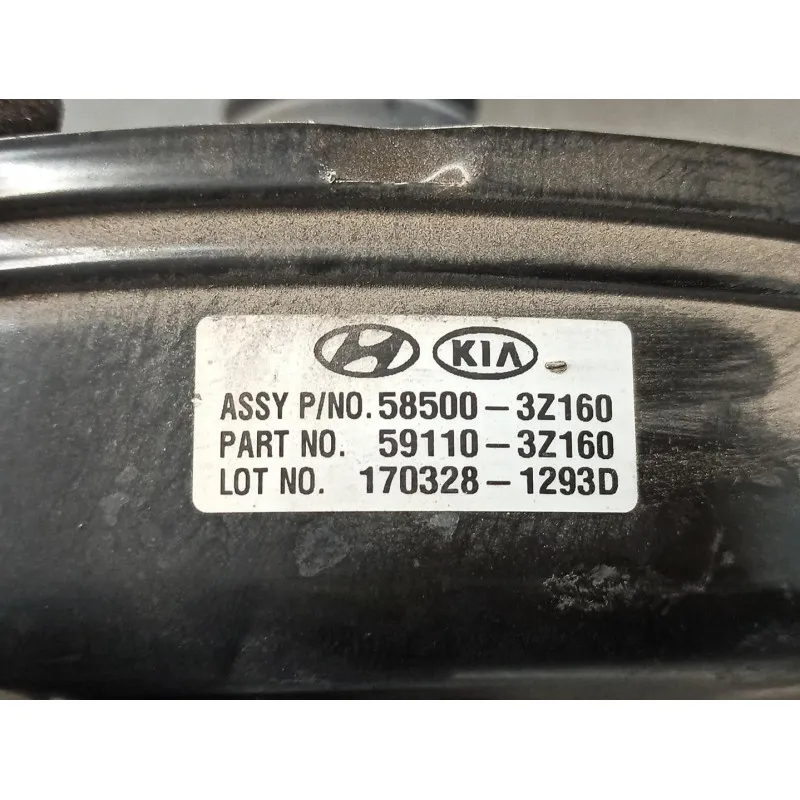 KIA
ASSY P/NO. 58500-3Z160
PART NO. 59110-3Z160
LOT NO. 170328-1293D